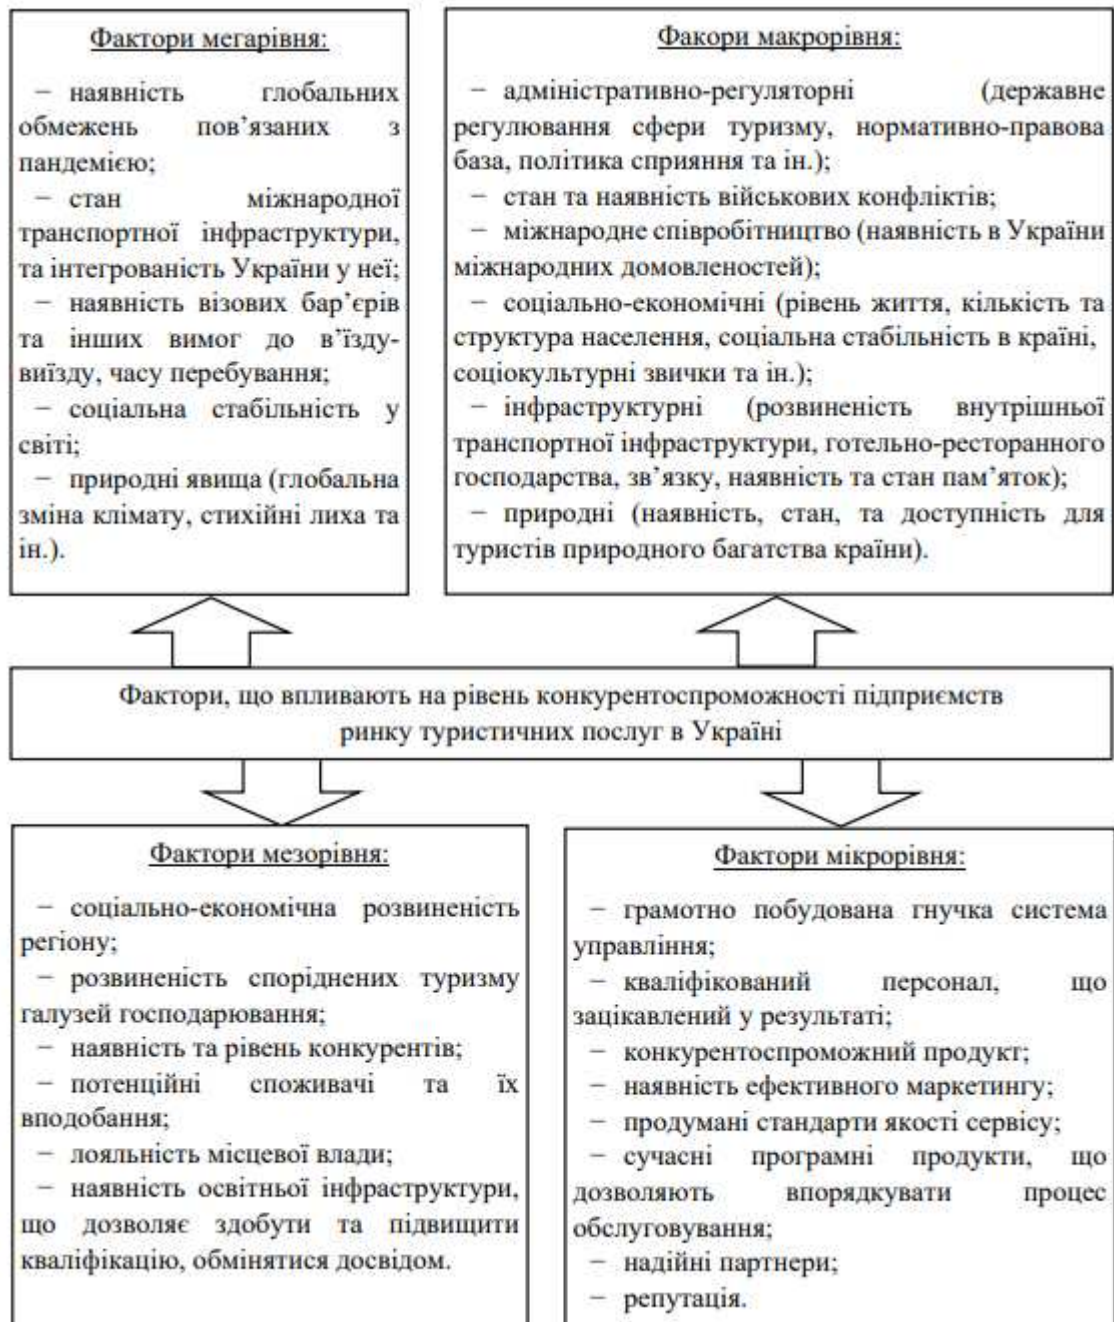 Фактори мегарівня:
− наявність глобальних
обмежень пов’язаних з
пандемією;
− стан міжнародної
транспортної інфраструктури,
та інтегрованість України у неї;
− наявність візових бар’єрів
та інших вимог до в’їзду-
виїзду, часу перебування;
− соціальна стабільність у
світі;
− природні явища (глобальна
зміна клімату, стихійні лиха та
ін.).
Факори макрорівня:
− адміністративно-регуляторні (державне
регулювання сфери туризму, нормативно-правова
база, політика сприяння та ін.);
− стан та наявність військових конфліктів;
− міжнародне співробітництво (наявність в України
міжнародних домовленостей);
− соціально-економічні (рівень життя, кількість та
структура населення, соціальна стабільність в країні,
соціокультурні звички та ін.);
− інфраструктурні (розвиненість внутрішньої
транспортної інфраструктури, готельно-ресторанного
господарства, зв’язку, наявність та стан пам’яток);
− природні (наявність, стан, та доступність для
туристів природного багатства країни).
Фактори, що впливають на рівень конкурентоспроможності підприємств
ринку туристичних послуг в Україні
Фактори мезорівня:
− соціально-економічна розвиненість
регіону;
− розвиненість споріднених туризму
галузей господарювання;
− наявність та рівень конкурентів;
− потенційні споживачі та їх
вподобання;
− лояльність місцевої влади;
− наявність освітньої інфраструктури,
що дозволяє здобути та підвищити
кваліфікацію, обмінятися досвідом.
Фактори мікрорівня:
− грамотно побудована гнучка система
управління;
− кваліфікований персонал, що
зацікавлений у результаті;
− конкурентоспроможний продукт;
− наявність ефективного маркетингу;
− продумані стандарти якості сервісу;
− сучасні програмні продукти, що
дозволяють впорядкувати процес
обслуговування;
− надійні партнери;
− репутація.